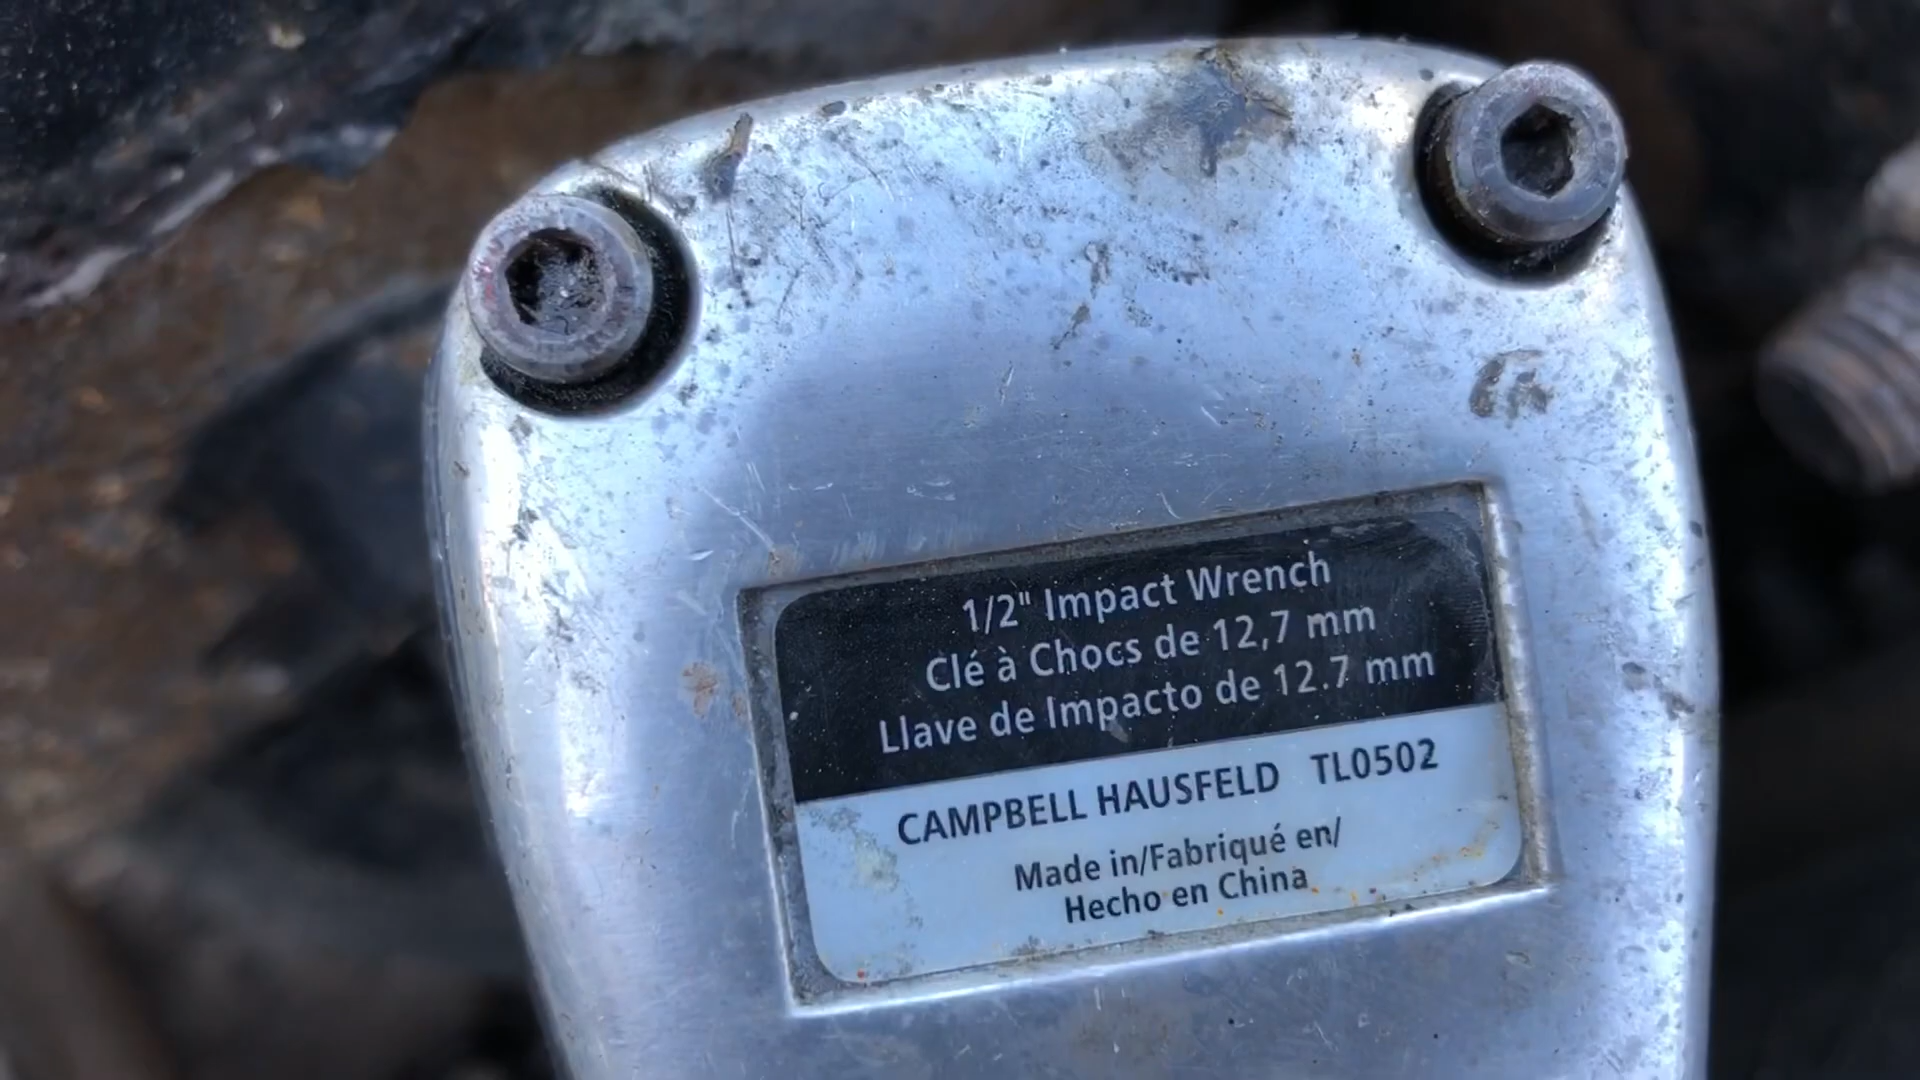 1/2" Impact Wrench
Clé à Chocs de 12,7 mm
Llave de Impacto de 12.7 mm
CAMPBELL HAUSFELD TL0502
Made in/Fabriqué en/
Hecho en China